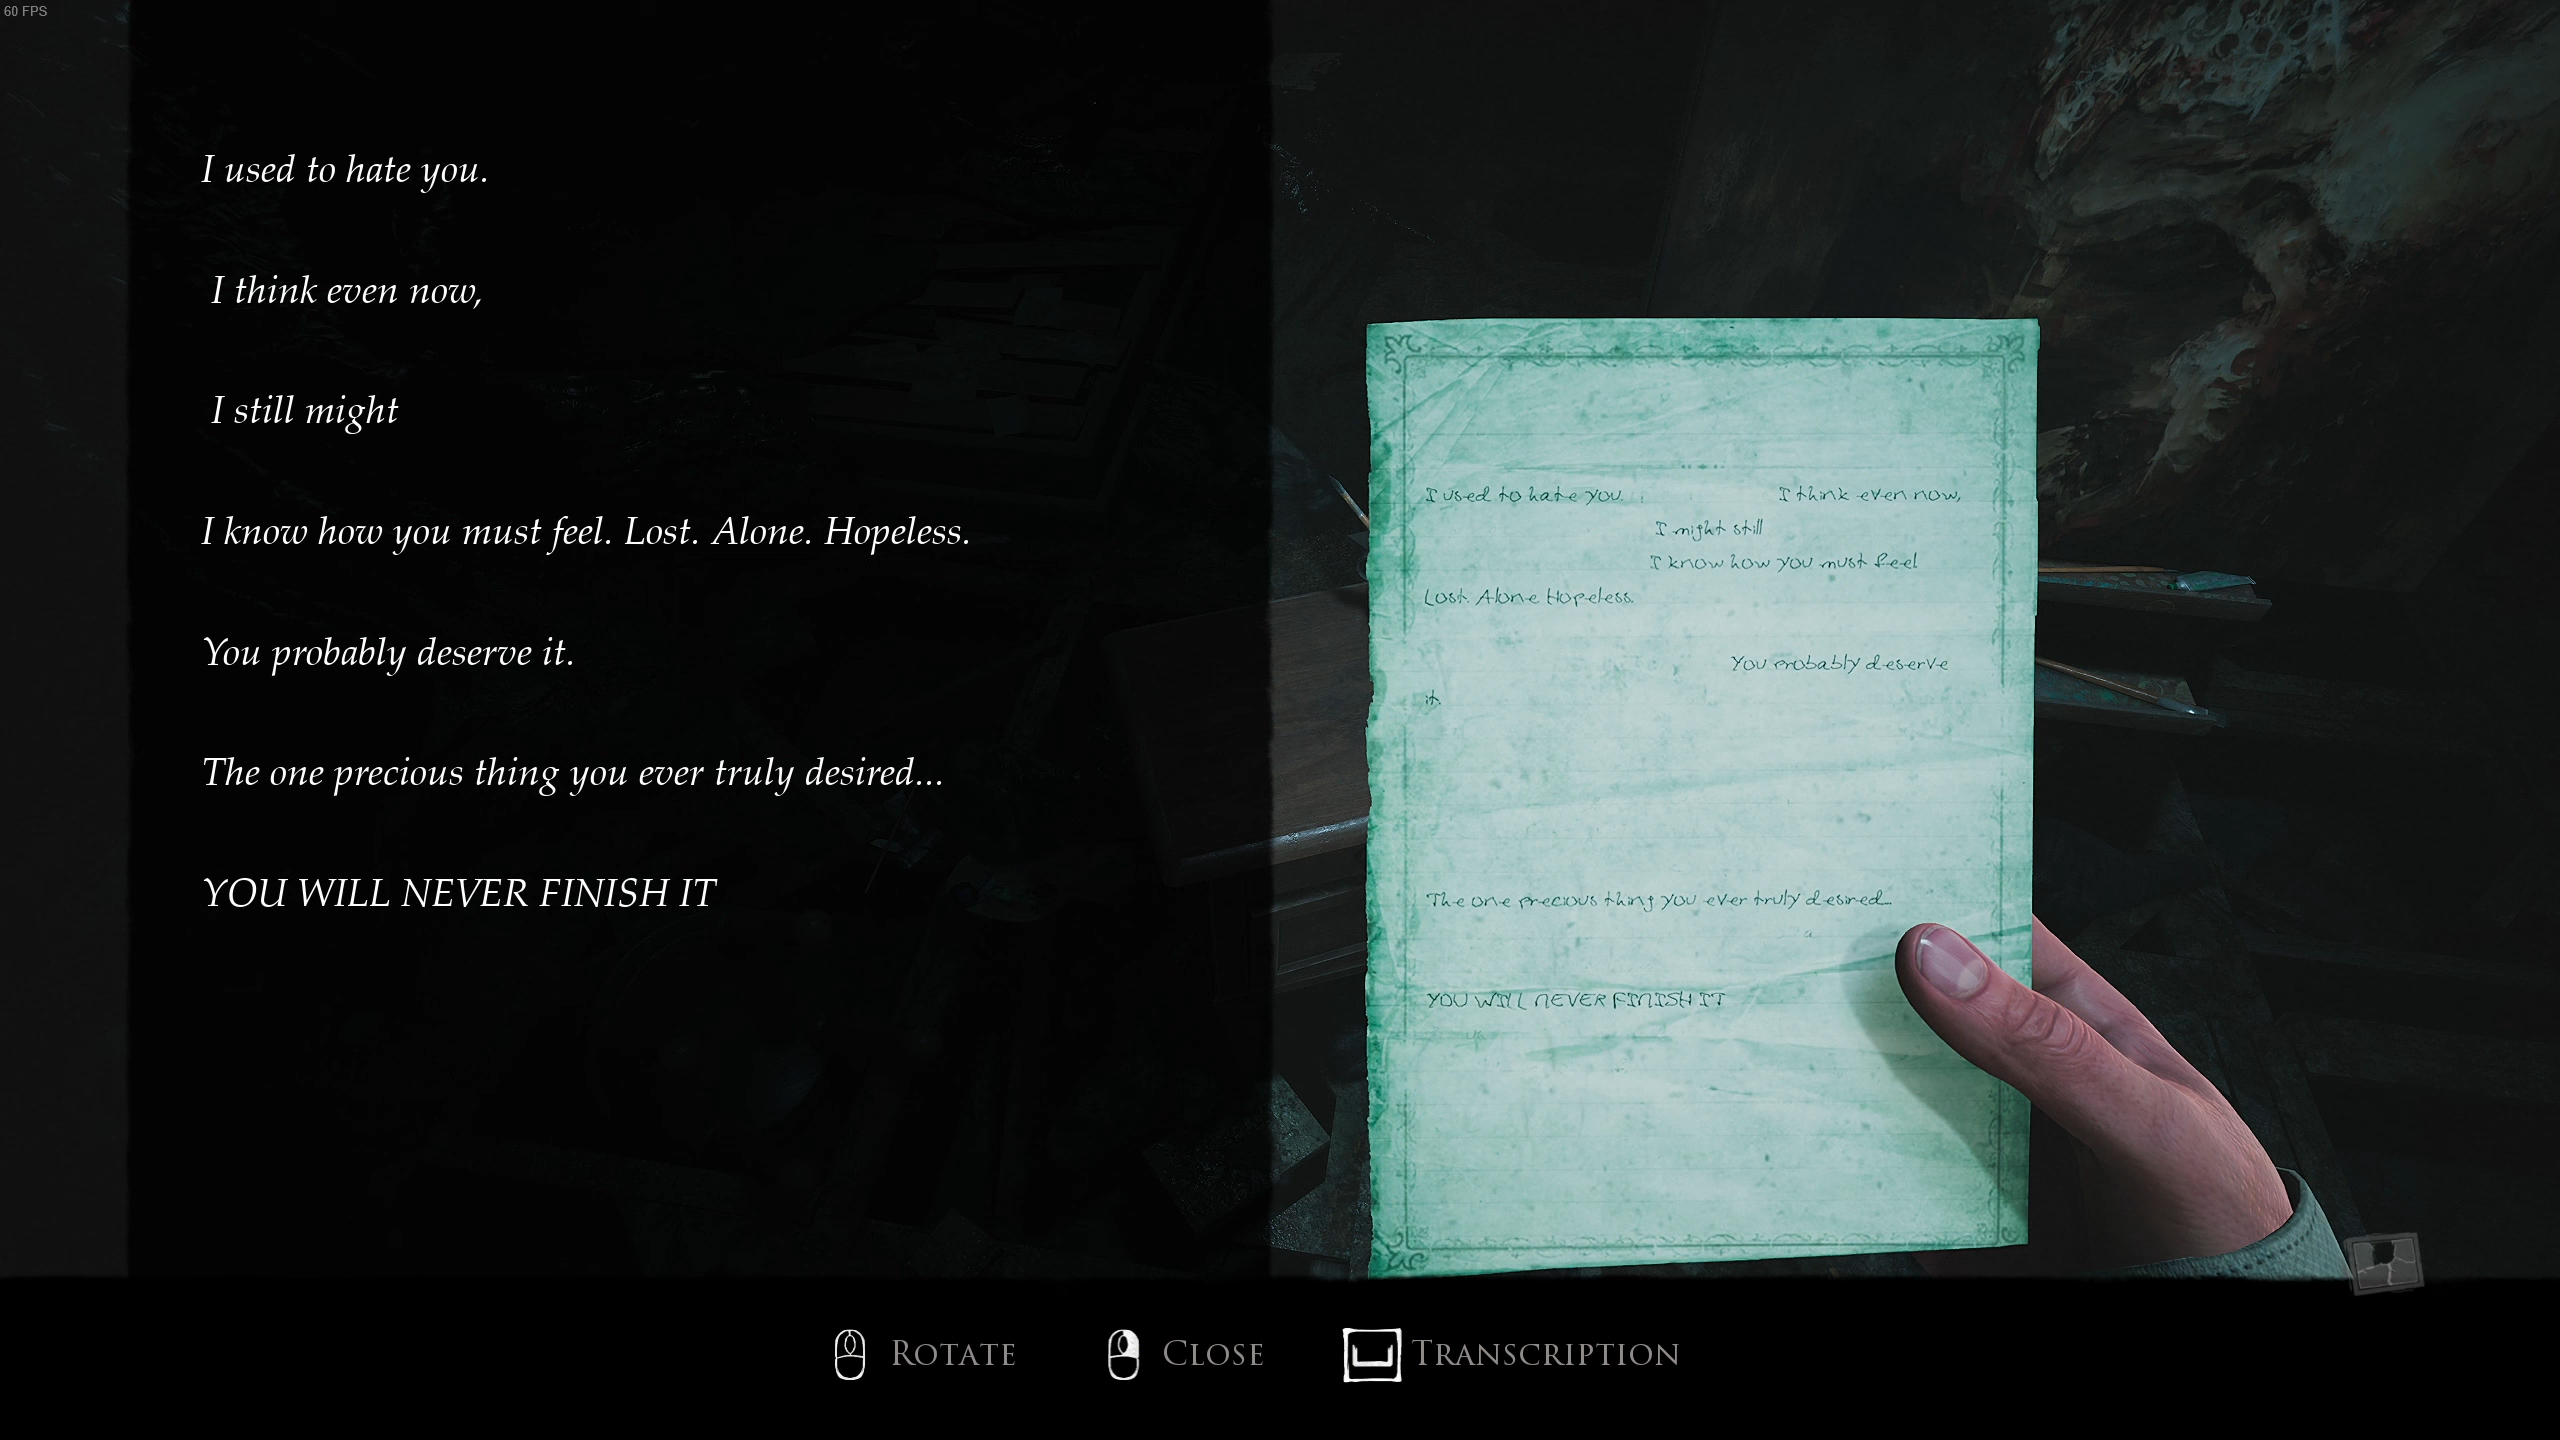 60 FPS
I used to hate you.
I think even now,
I still might
I know how you must feel. Lost. Alone. Hopeless.
You probably deserve it.
The one precious thing you ever truly desired...
YOU WILL NEVER FINISH IT
I used to hate you. I think even now,
I might still
I know how you must feel
Lost. Alone Hopeless.
You probably deserve
it.
The one precious thing you ever truly desired...
YOU WILL NEVER FINISH IT
ROTATE CLOSE TRANSCRIPTION